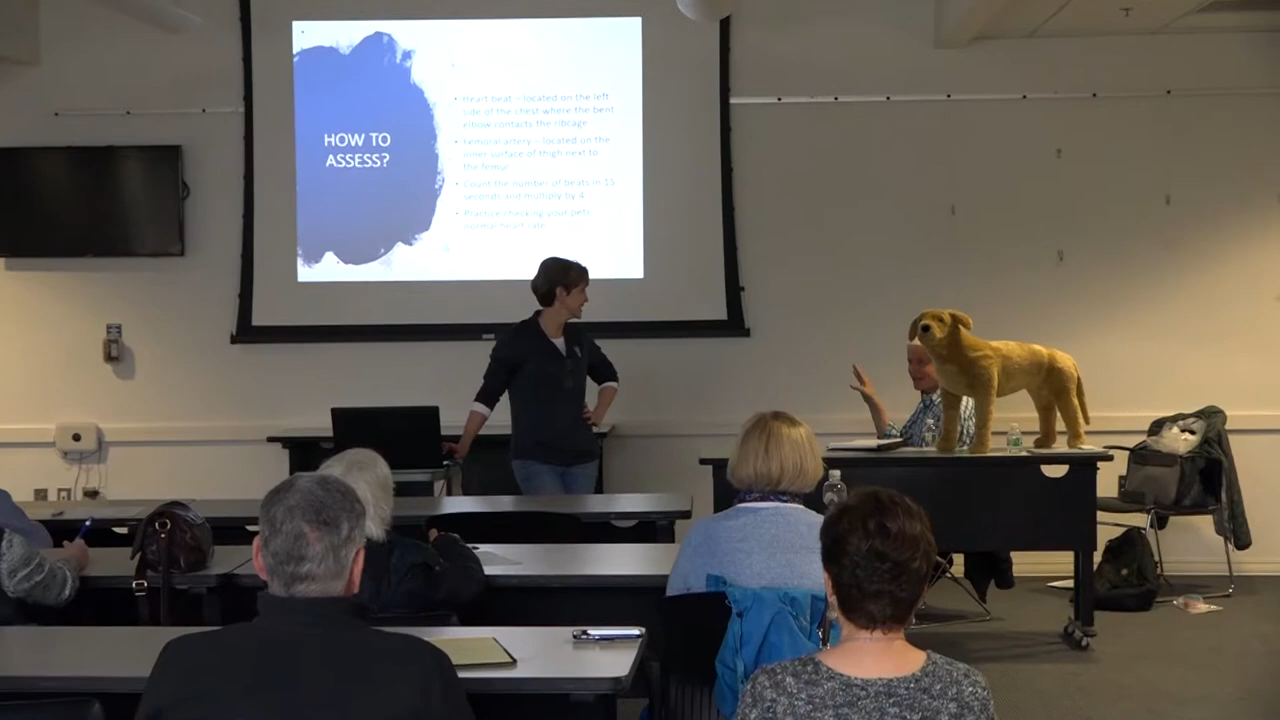 HOW TO
ASSESS?
• Heart beat – located on the left
side of the chest where the bent
elbow contacts the ribcage
• Femoral artery – located on the
inner surface of thigh next to
the femur
• Count the number of beats in 15
seconds and multiply by 4
• Practice checking your pets
normal heart rate